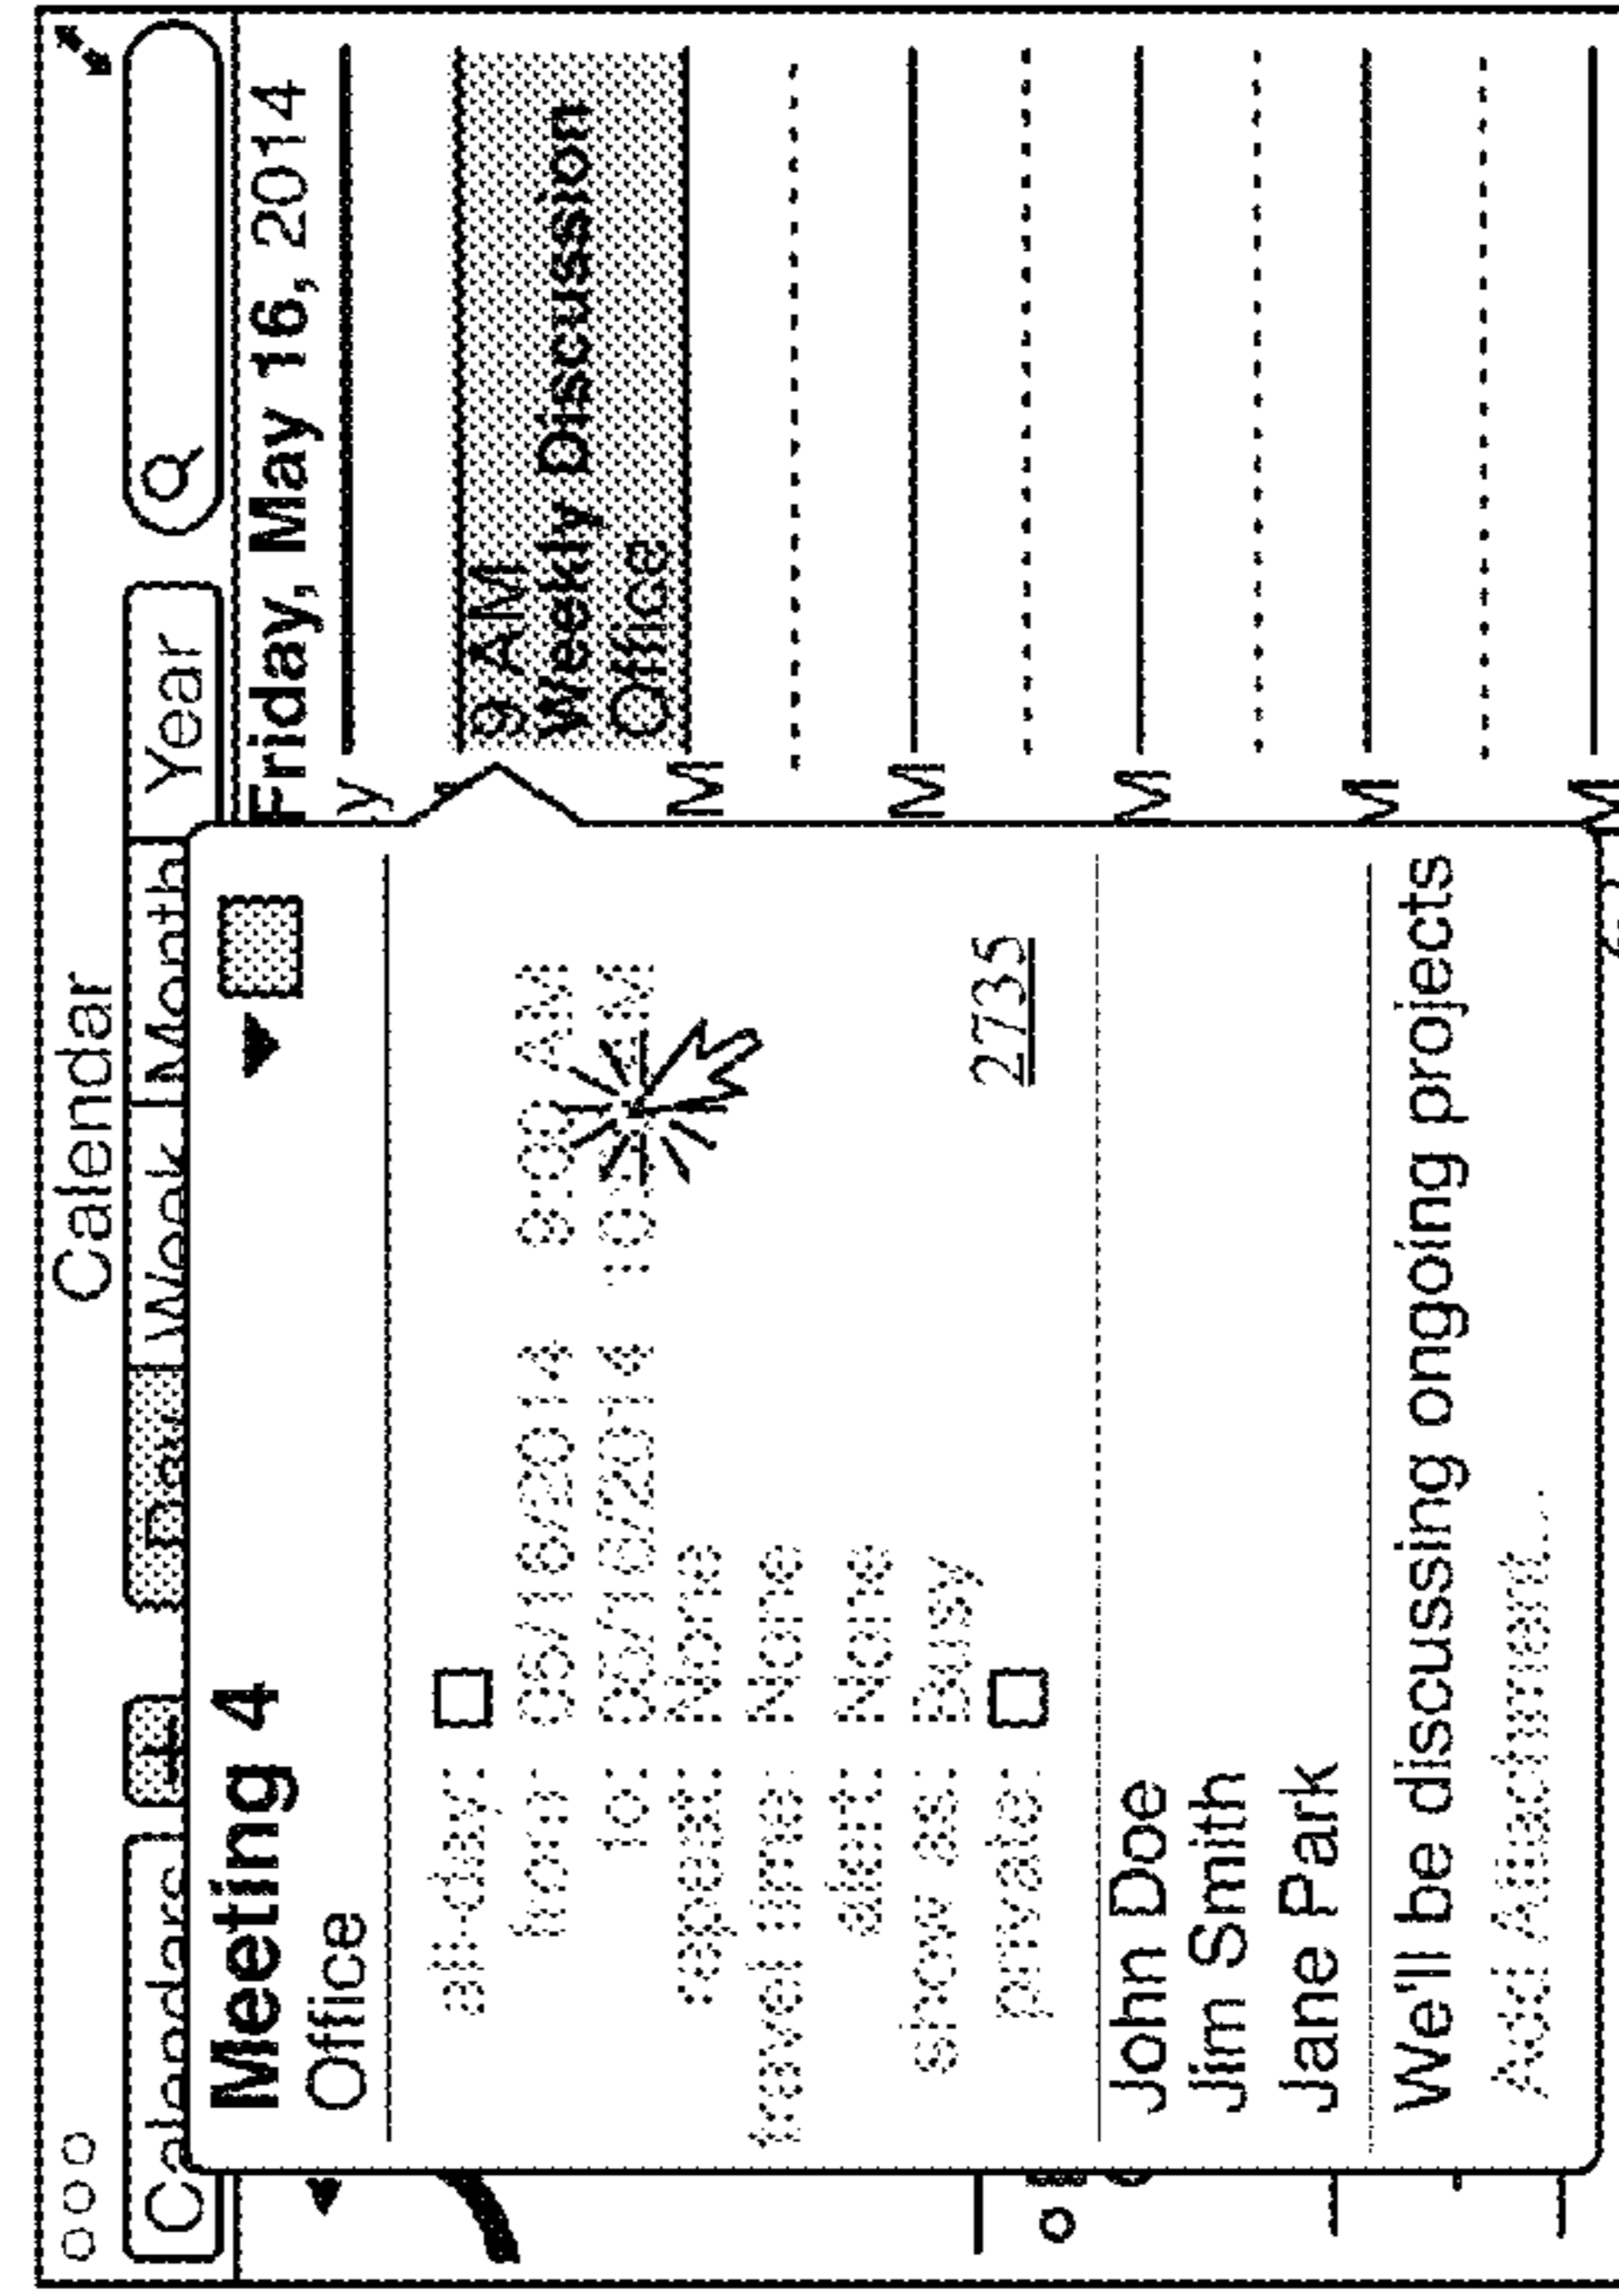 Calendar
Calendars + Day Week Month Year
Friday, May 16, 2014
y
9 AM
Weekly Discussion
Office
M
M
M
M
M
Meeting 4
Office
all-day:
from: 05/16/2014 9:00 AM
to: 05/16/2014 AM
repeat: None
travel time: None
alert: None
show as: Busy
private:
2735
John Doe
Jim Smith
Jane Park
We'll be discussing ongoing projects
Add Attachment...